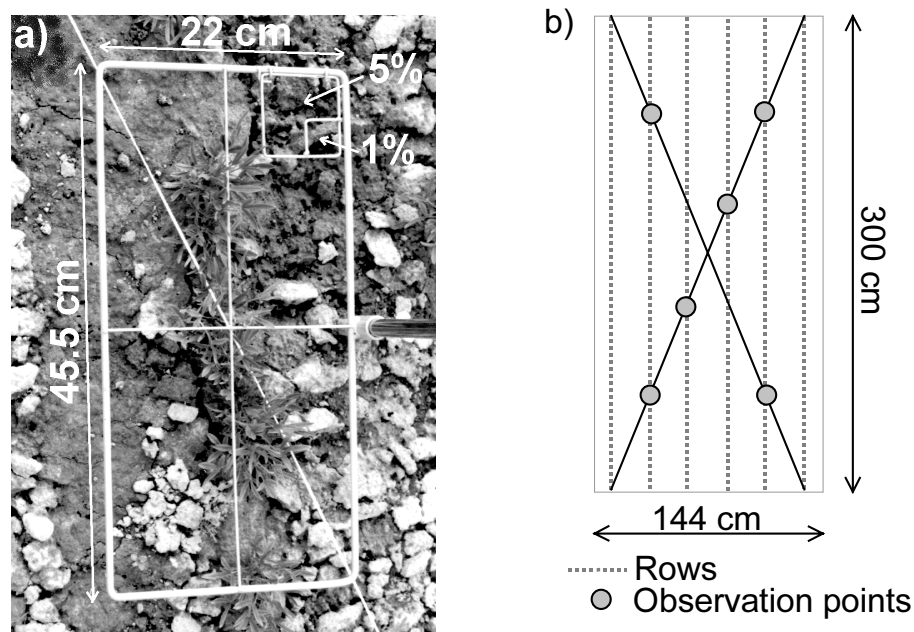 a)
22 cm
5%
1%
45.5 cm
b)
300 cm
144 cm
Rows
Observation points